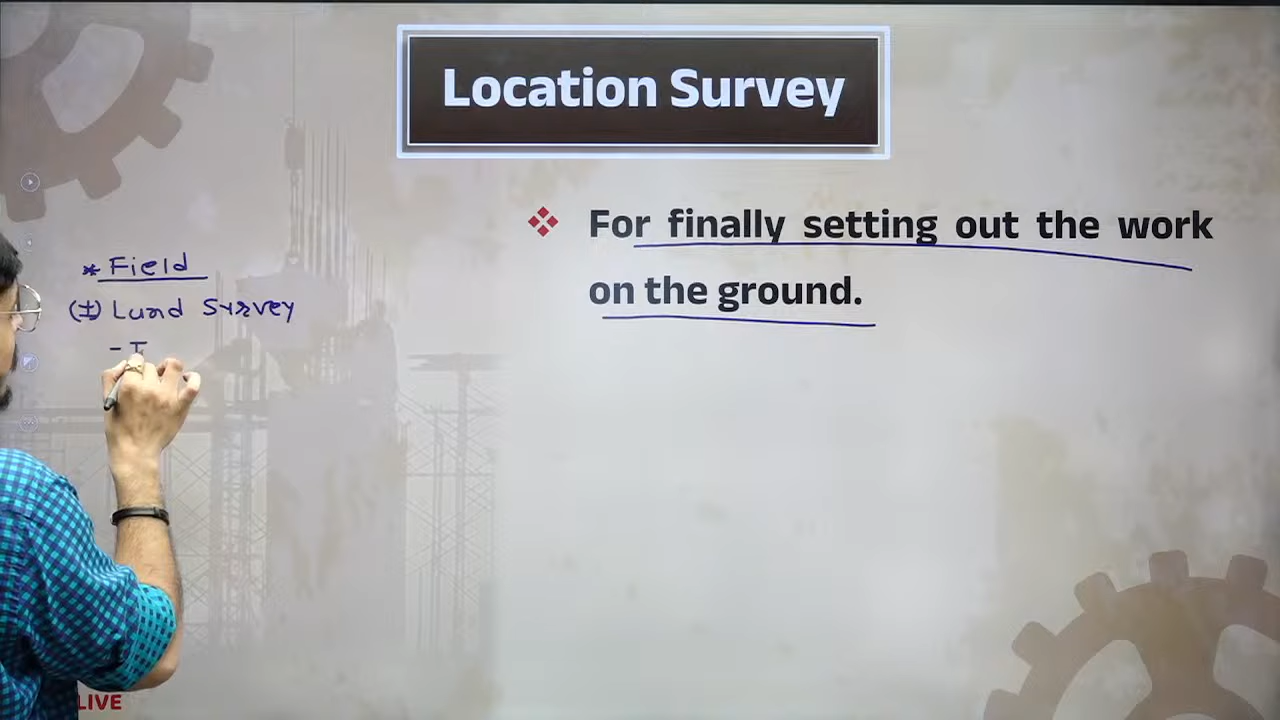 Location Survey
For finally setting out the work
on the ground.
* Field
(I) Land Survey
-
LIVE